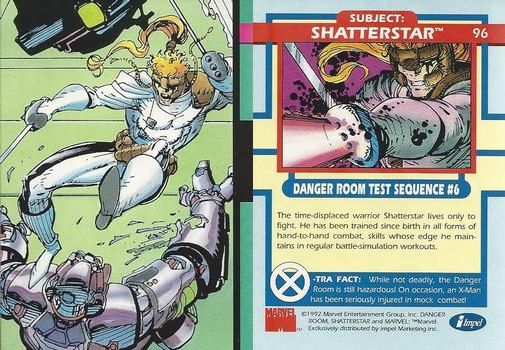 SUBJECT:
SHATTERSTAR™
96
DANGER ROOM TEST SEQUENCE #6
The time-displaced warrior Shatterstar lives only to
fight. He has been trained since birth in all forms of
hand-to-hand combat, skills whose edge he main-
tains in regular battle-simulation workouts.
X
-TRA FACT: While not deadly, the Danger
Room is still hazardous! On occasion, an X-Man
has been seriously injured in mock combat!
MARVEL
©1992 Marvel Entertainment Group, Inc. DANGER
ROOM, SHATTERSTAR and MARVEL: ™Marvel
Exclusively distributed by Impel Marketing Inc.
impel